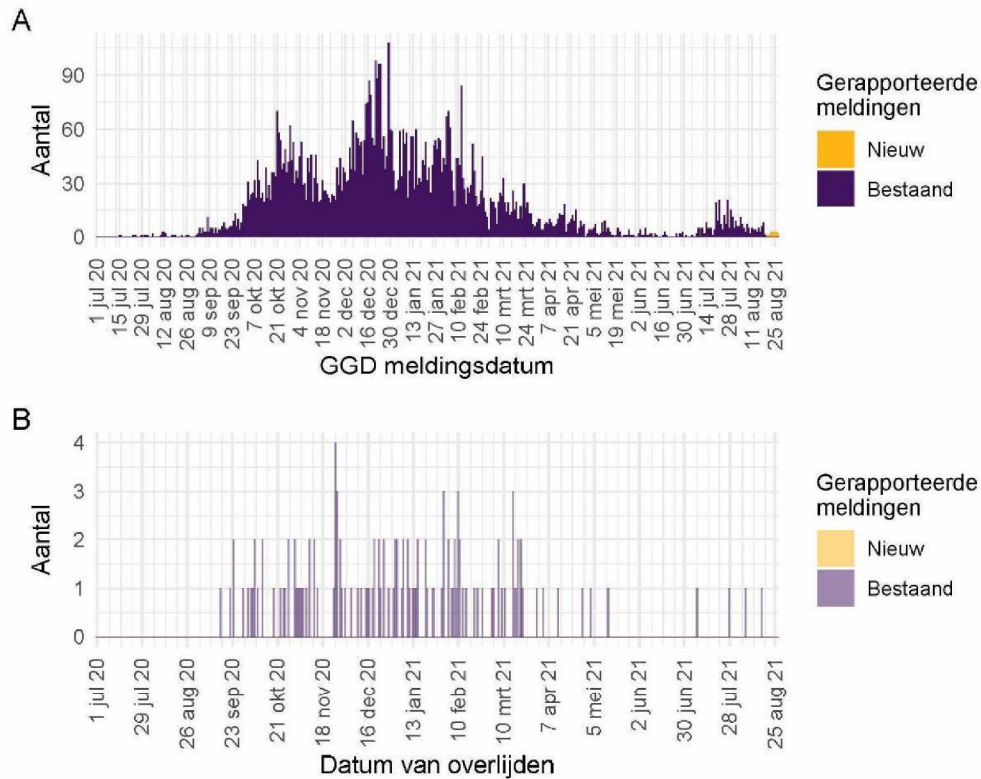 A
Aantal
90
60
30
0
1 jul 20
15 jul 20
29 jul 20
12 aug 20
26 aug 20
9 sep 20
23 sep 20
7 okt 20
21 okt 20
4 nov 20
18 nov 20
2 dec 20
16 dec 20
30 dec 20
13 jan 21
27 jan 21
10 feb 21
24 feb 21
10 mrt 21
24 mrt 21
7 apr 21
21 apr 21
5 mei 21
19 mei 21
2 jun 21
16 jun 21
30 jun 21
14 jul 21
28 jul 21
11 aug 21
25 aug 21
GGD meldingsdatum
Gerapporteerde
meldingen
Nieuw
Bestaand
B
Aantal
4
3
2
1
0
1 jul 20
29 jul 20
26 aug 20
23 sep 20
21 okt 20
18 nov 20
16 dec 20
13 jan 21
10 feb 21
10 mrt 21
7 apr 21
5 mei 21
2 jun 21
30 jun 21
28 jul 21
25 aug 21
Datum van overlijden
Gerapporteerde
meldingen
Nieuw
Bestaand